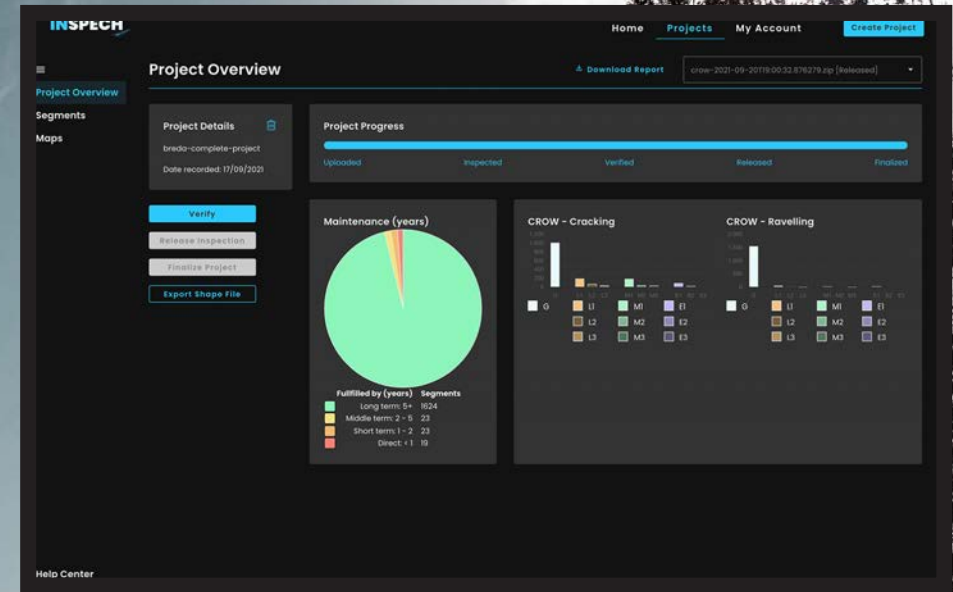 INSPECH
Home Projects My Account Create Project
Project Overview
Download Report
crow-2021-09-20T19:00:32.876279.zip [Released]
Project Overview
Segments
Maps
Project Details
breda-complete-project
Date recorded: 17/09/2021
Project Progress
Uploaded Inspected Verified Released Finalized
Verify
Release Inspection
Finalize Project
Export Shape File
Maintenance (years)
Fullfilled by (years) Segments
Long term: 5+ 1624
Middle term: 2 - 5 23
Short term: 1 - 2 23
Direct: < 1 19
CROW - Cracking
G L1 M1 E1
L2 M2 E2
L3 M3 E3
CROW - Ravelling
G L1 M1 E1
L2 M2 E2
L3 M3 E3
Help Center